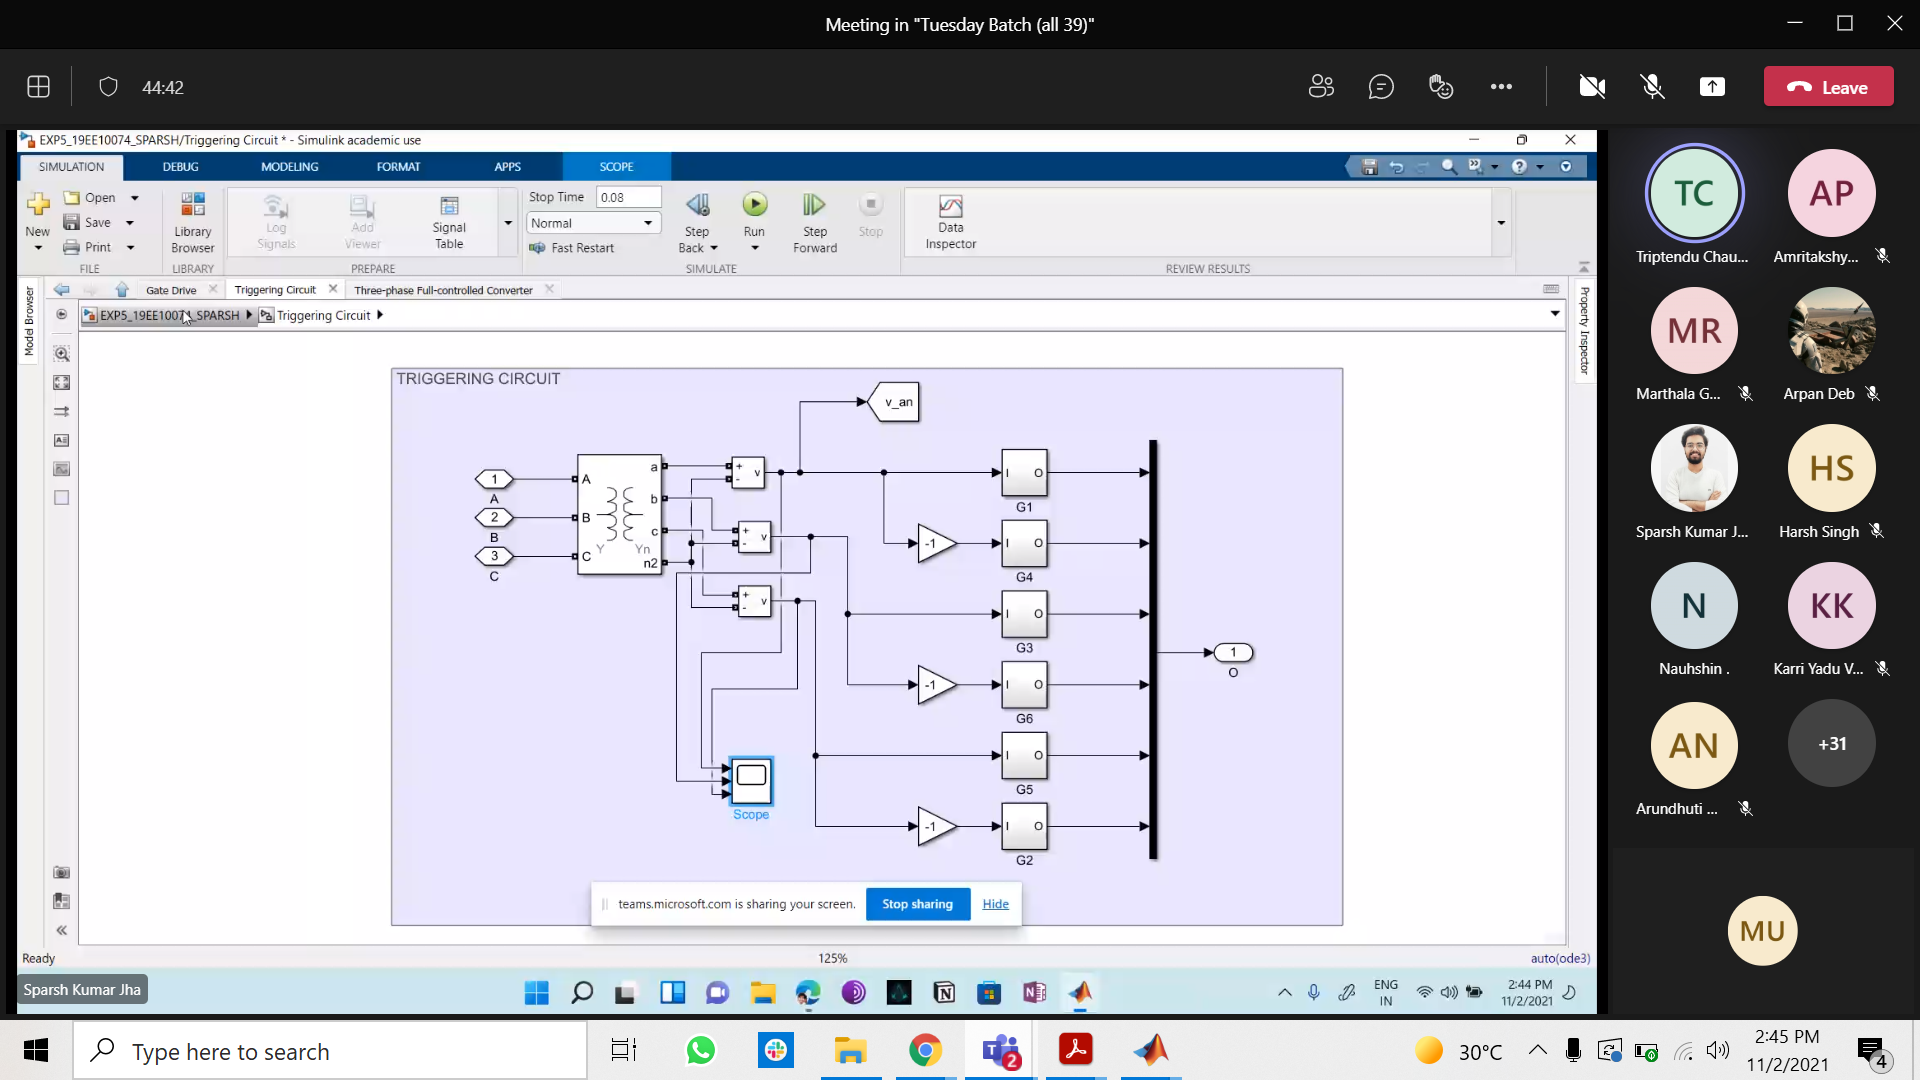 Meeting in "Tuesday Batch (all 39)"
44:42
Leave
EXP5_19EE10074_SPARSH/Triggering Circuit * - Simulink academic use
SIMULATION DEBUG MODELING FORMAT APPS SCOPE
New
Open
Save
Print
FILE
Library Browser
LIBRARY
Log Signals
Add Viewer
Signal Table
PREPARE
Stop Time 0.08
Normal
Fast Restart
Step Back
Run
Step Forward
Stop
SIMULATE
Data Inspector
REVIEW RESULTS
Gate Drive
Triggering Circuit
Three-phase Full-controlled Converter
EXP5_19EE10074_SPARSH
Triggering Circuit
Model Browser
Property Inspector
TRIGGERING CIRCUIT
v_an
1
A
2
B
3
C
A
B
C
Y
Yn
a
b
c
n2
+
-
v
+
-
v
+
-
v
-1
-1
-1
I O
G1
I O
G4
I O
G3
I O
G6
I O
G5
I O
G2
1
O
Scope
teams.microsoft.com is sharing your screen.
Stop sharing
Hide
Ready
125%
auto(ode3)
Sparsh Kumar Jha
ENG
IN
2:44 PM
11/2/2021
TC
Triptendu Chau...
AP
Amritakshy...
MR
Marthala G...
Arpan Deb
Sparsh Kumar J...
HS
Harsh Singh
N
Nauhshin .
KK
Karri Yadu V...
AN
Arundhuti ...
+31
MU
Type here to search
2
30°C
2:45 PM
11/2/2021
4